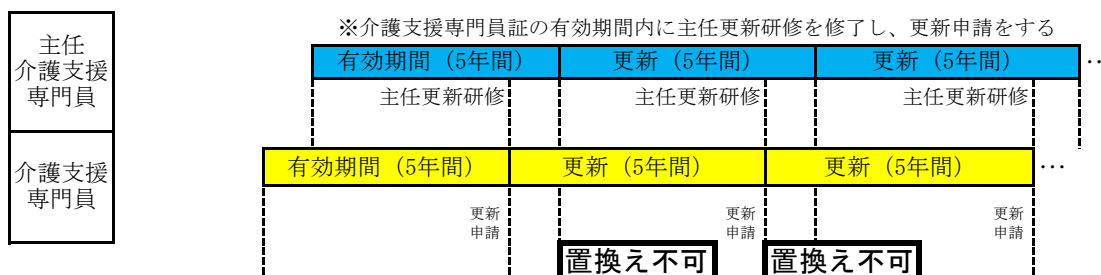 ※介護支援専門員証の有効期間内に主任更新研修を修了し、更新申請をする
主任
介護支援
専門員
有効期間（5年間） 更新（5年間） 更新（5年間） ‥
主任更新研修 主任更新研修 主任更新研修
介護支援
専門員
有効期間（5年間） 更新（5年間） 更新（5年間） …
更新 更新 更新
申請 申請 申請
置換え不可 置換え不可